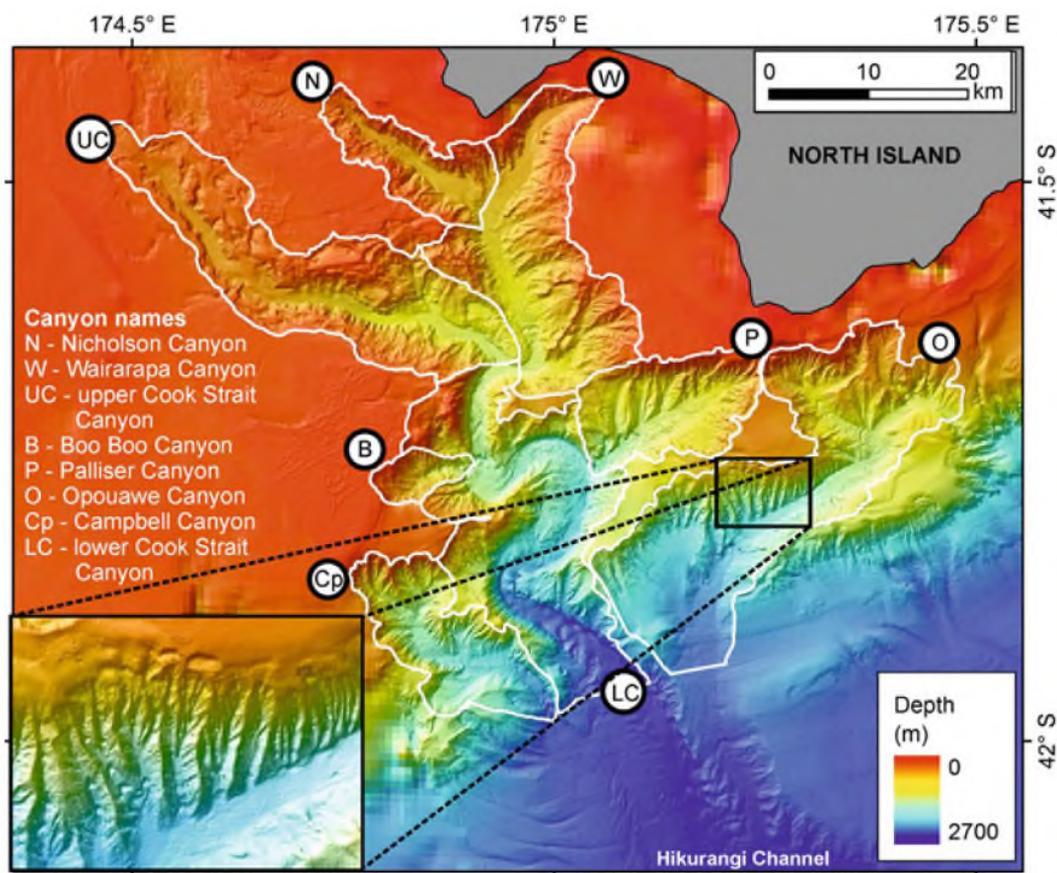 174.5° E
175° E
175.5° E
N
W
0 10 20
km
UC
NORTH ISLAND
41.5° S
Canyon names
N - Nicholson Canyon
W - Wairarapa Canyon
UC - upper Cook Strait
Canyon
B - Boo Boo Canyon
P - Palliser Canyon
O - Opouawe Canyon
Cp - Campbell Canyon
LC - lower Cook Strait
Canyon
P
O
B
Cp
LC
Depth
(m)
0
2700
42° S
Hikurangi Channel